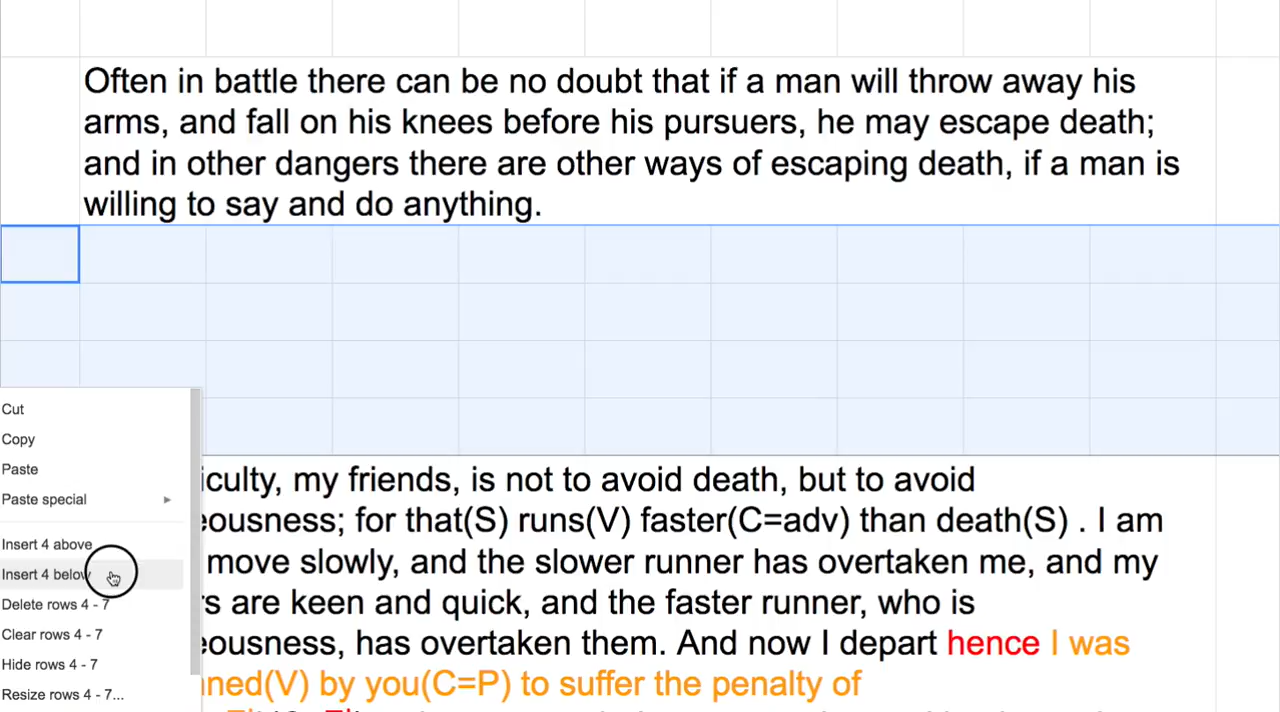 Often in battle there can be no doubt that if a man will throw away his
arms, and fall on his knees before his pursuers, he may escape death;
and in other dangers there are other ways of escaping death, if a man is
willing to say and do anything.
Cut
Copy
Paste
Paste special
Insert 4 above
Insert 4 below
Delete rows 4 - 7
Clear rows 4 - 7
Hide rows 4 - 7
Resize rows 4 - 7...
iculty, my friends, is not to avoid death, but to avoid
eousness; for that(S) runs(V) faster(C=adv) than death(S) . I am
move slowly, and the slower runner has overtaken me, and my
rs are keen and quick, and the faster runner, who is
eousness, has overtaken them. And now I depart hence I was
ned(V) by you(C=P) to suffer the penalty of